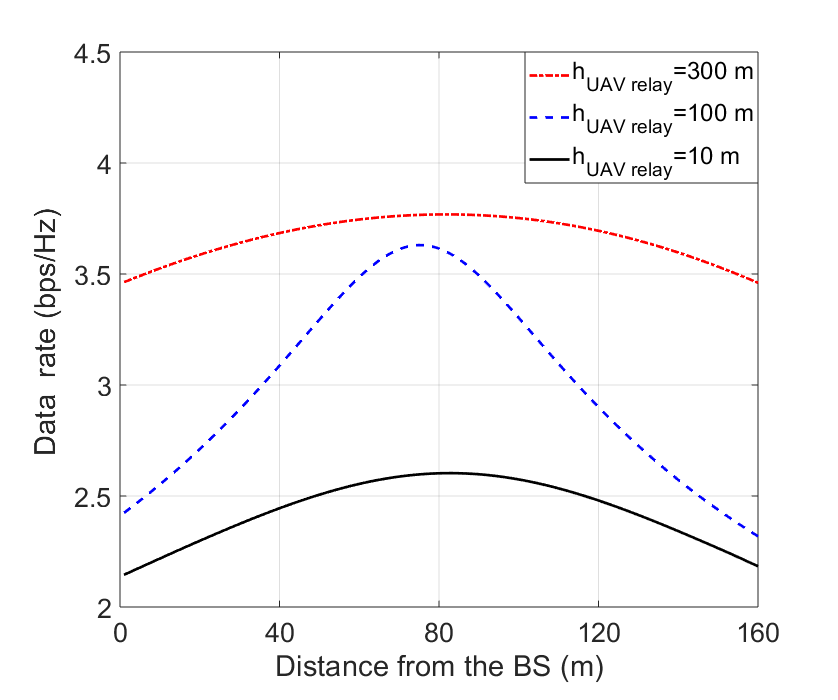 4.5
4
3.5
3
2.5
2
Data rate (bps/Hz)
h_UAV relay=300 m
h_UAV relay=100 m
h_UAV relay=10 m
0 40 80 120 160
Distance from the BS (m)